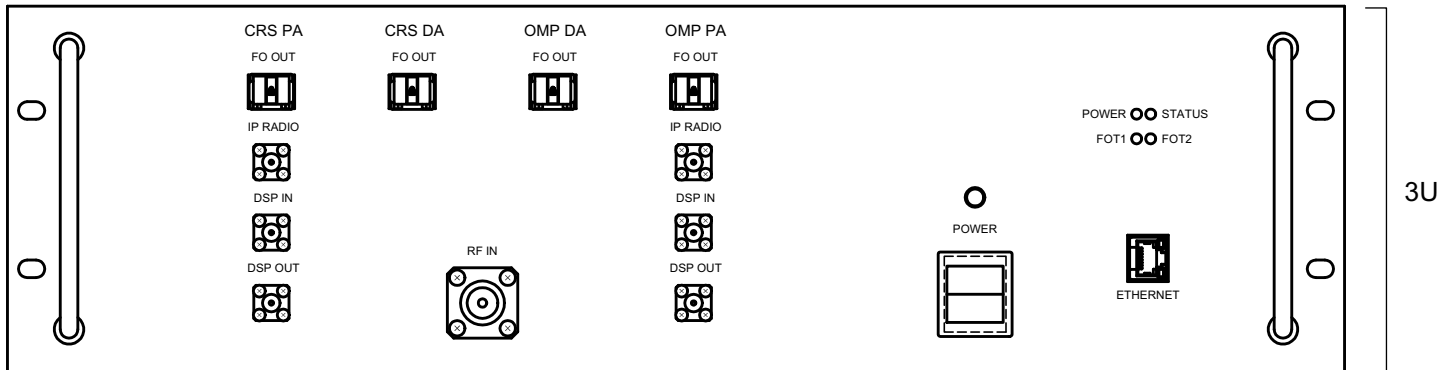 CRS PA CRS DA OMP DA OMP PA
FO OUT FO OUT FO OUT FO OUT
POWER STATUS
IP RADIO IP RADIO
FOT1 FOT2
3U
DSP IN DSP IN
POWER
RF IN
DSP OUT DSP OUT
ETHERNET